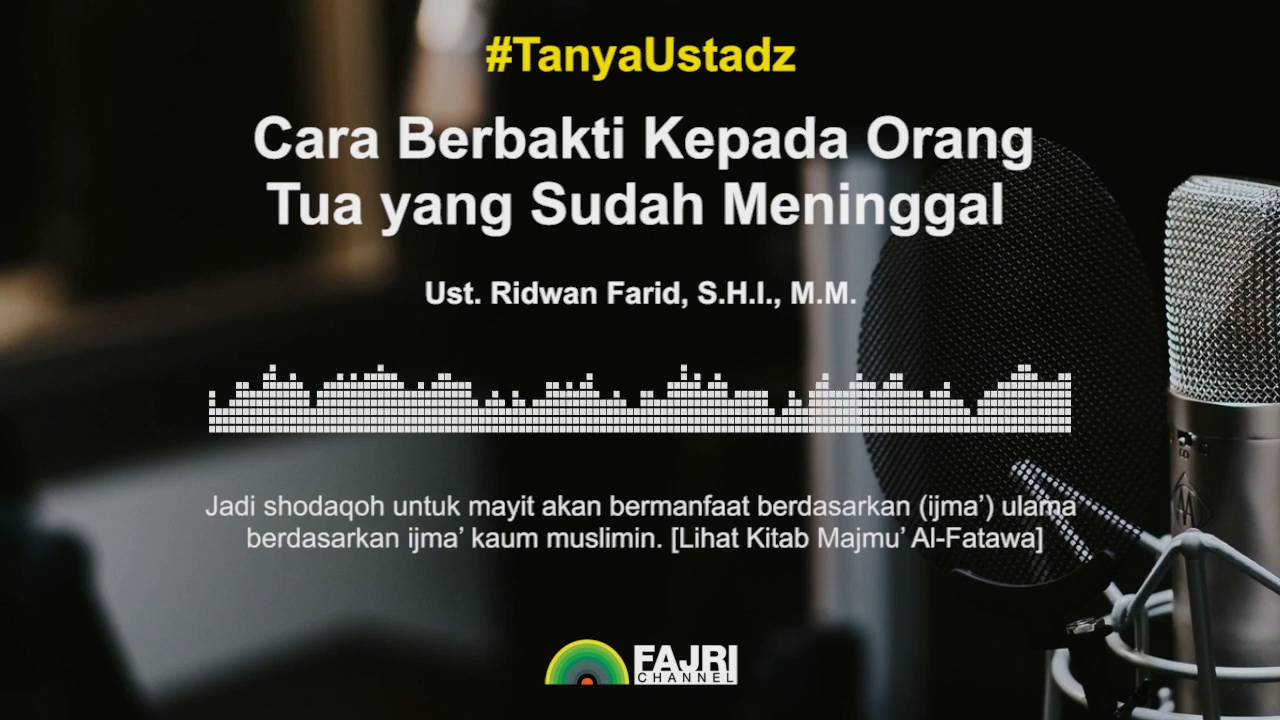 #TanyaUstadz
Cara Berbakti Kepada Orang
Tua yang Sudah Meninggal
Ust. Ridwan Farid, S.H.I., M.M.
Jadi shodaqoh untuk mayit akan bermanfaat berdasarkan (ijma’) ulama
berdasarkan ijma’ kaum muslimin. [Lihat Kitab Majmu’ Al-Fatawa]
FAJRI
CHANNEL